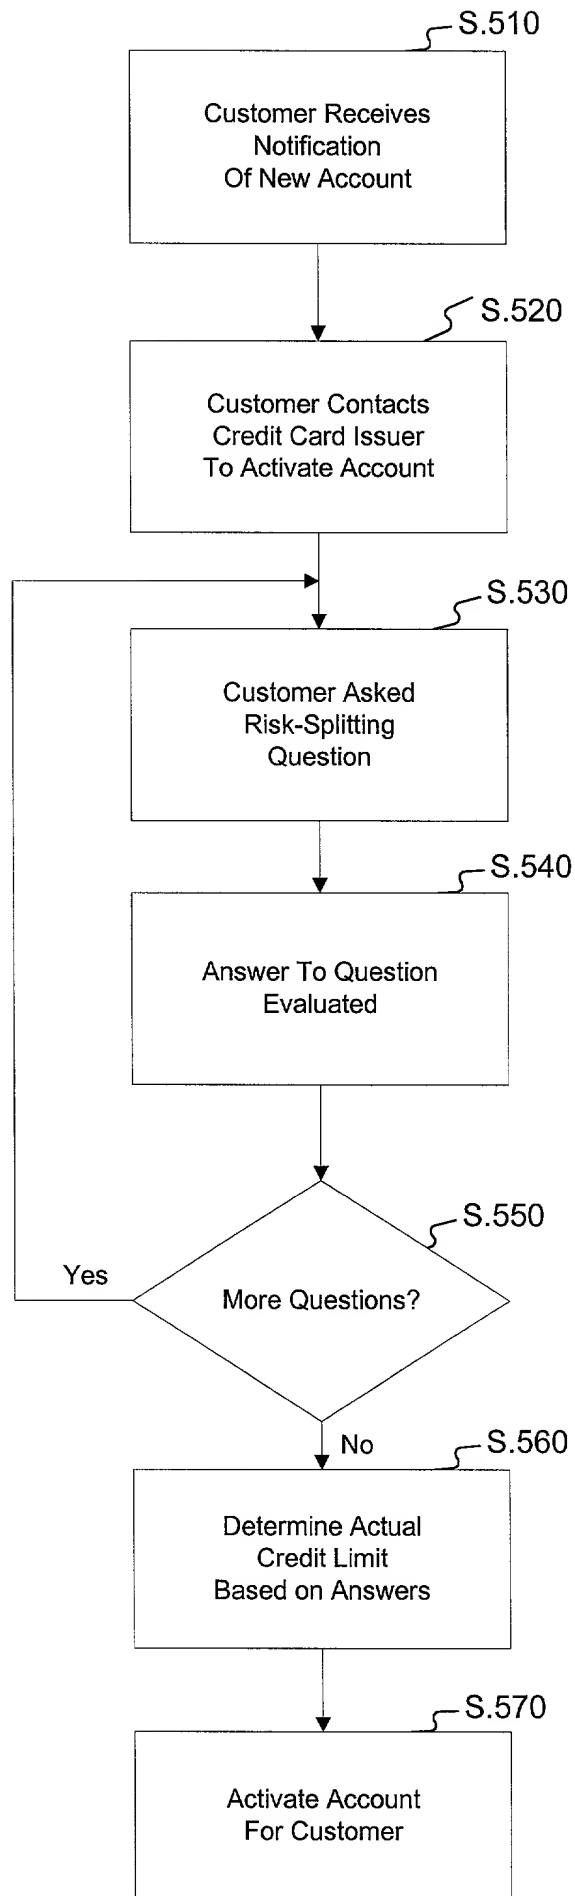 S.510
Customer Receives
Notification
Of New Account
S.520
Customer Contacts
Credit Card Issuer
To Activate Account
S.530
Customer Asked
Risk-Splitting
Question
S.540
Answer To Question
Evaluated
S.550
Yes
More Questions?
No
S.560
Determine Actual
Credit Limit
Based on Answers
S.570
Activate Account
For Customer